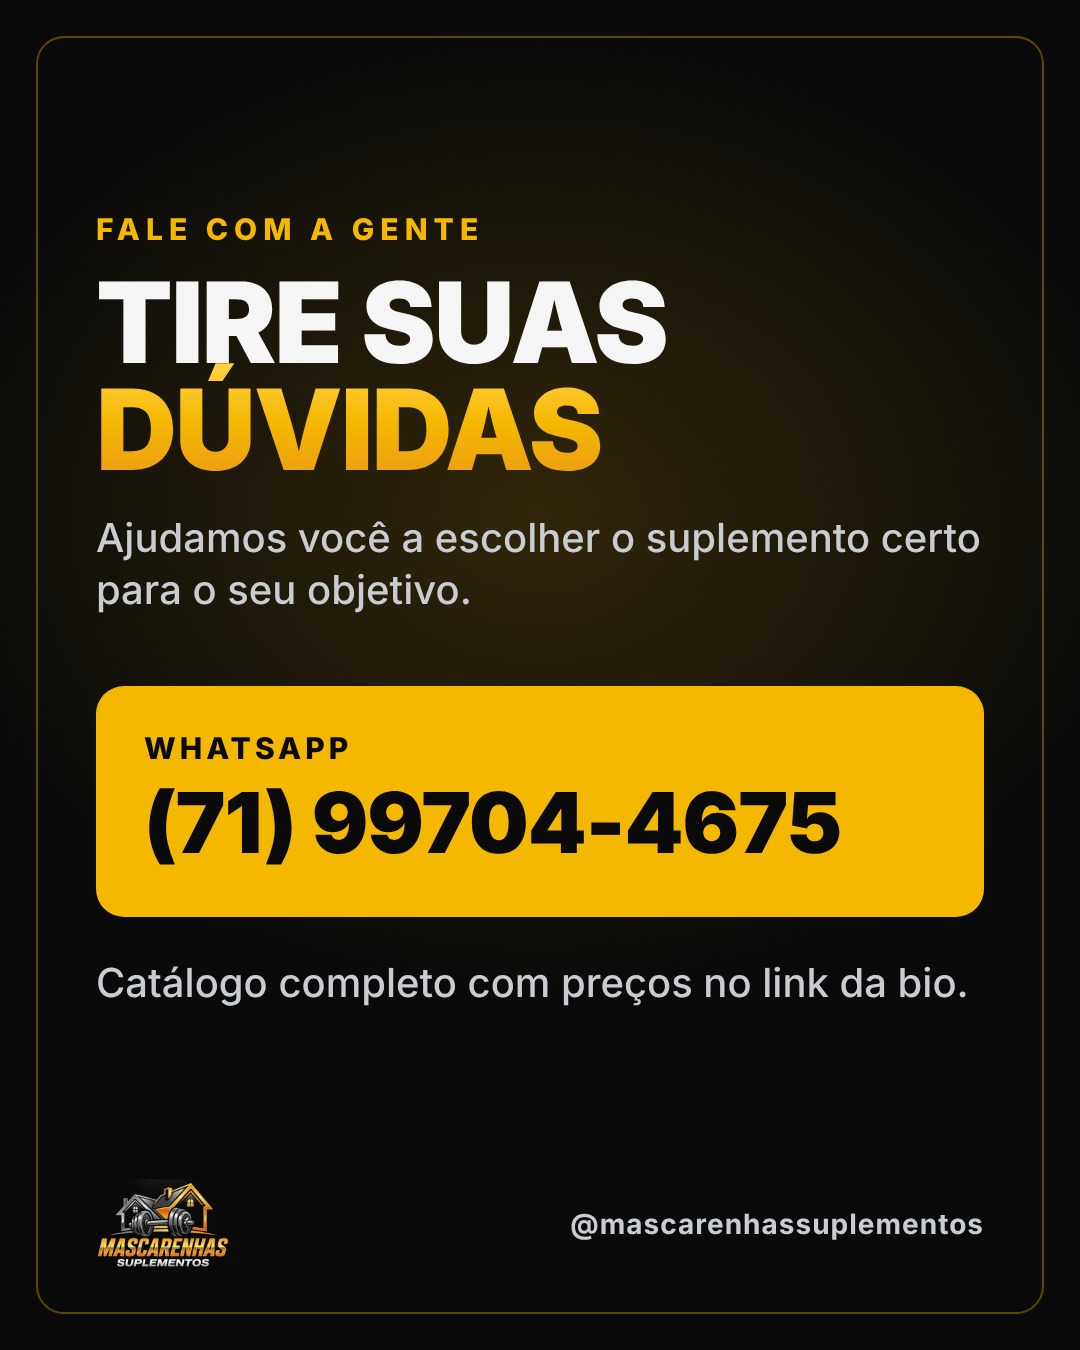 FALE COM A GENTE
TIRE SUAS
DÚVIDAS
Ajudamos você a escolher o suplemento certo
para o seu objetivo.
WHATSAPP
(71) 99704-4675
Catálogo completo com preços no link da bio.
MASCARENHAS
SUPLEMENTOS
@mascarenhassuplementos